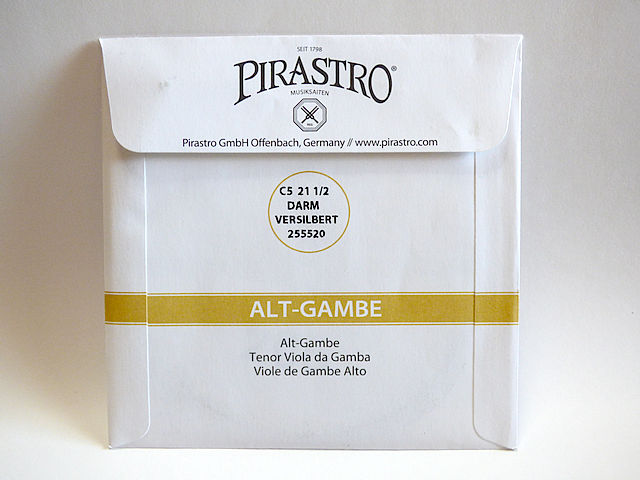 SEIT 1798
PIRASTRO®
MUSIKSAITEN
Pirastro GmbH Offenbach, Germany // www.pirastro.com
C5 21 1/2
DARM
VERSILBERT
255520
ALT-GAMBE
Alt-Gambe
Tenor Viola da Gamba
Viole de Gambe Alto